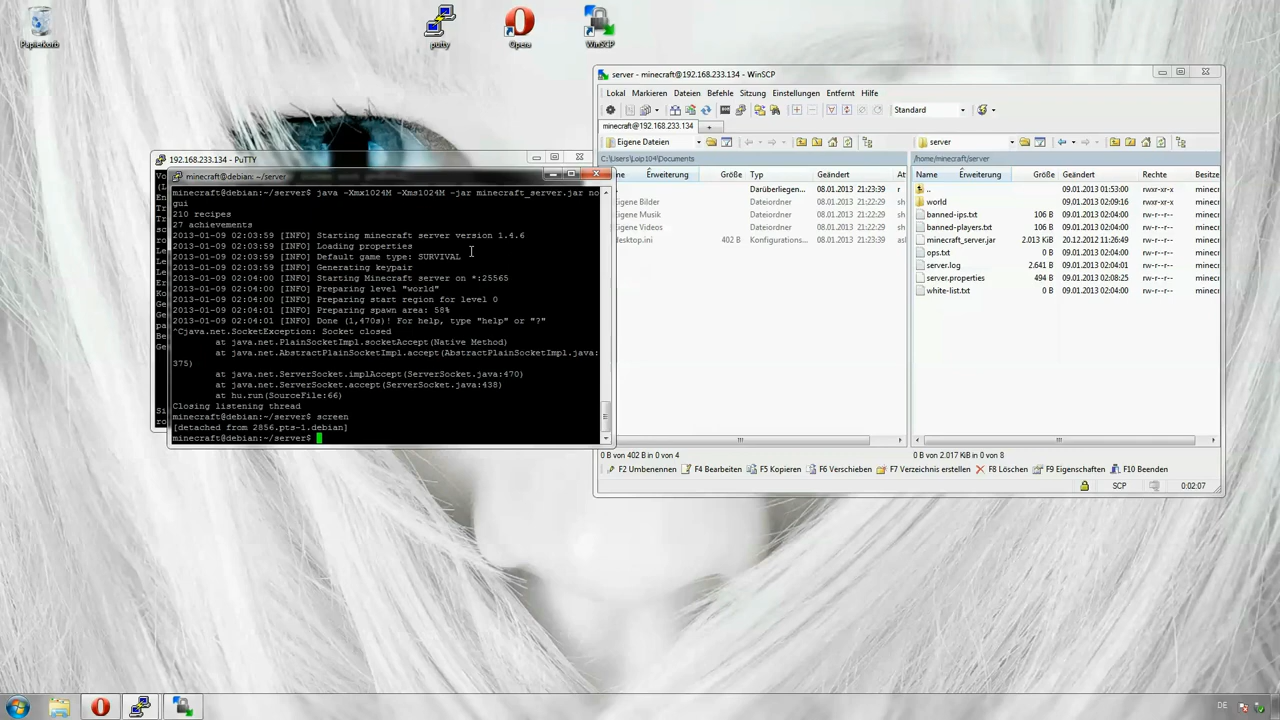 Papierkorb
putty
Opera
WinSCP
192.168.233.134 - PuTTY
minecraft@debian: ~/server
minecraft@debian:~/server$ java -Xmx1024M -Xms1024M -jar minecraft_server.jar no
gui
210 recipes
27 achievements
2013-01-09 02:03:59 [INFO] Starting minecraft server version 1.4.6
2013-01-09 02:03:59 [INFO] Loading properties
2013-01-09 02:03:59 [INFO] Default game type: SURVIVAL
2013-01-09 02:03:59 [INFO] Generating keypair
2013-01-09 02:04:00 [INFO] Starting Minecraft server on *:25565
2013-01-09 02:04:00 [INFO] Preparing level "world"
2013-01-09 02:04:00 [INFO] Preparing start region for level 0
2013-01-09 02:04:01 [INFO] Preparing spawn area: 58%
2013-01-09 02:04:01 [INFO] Done (1,470s)! For help, type "help" or "?"
^Cjava.net.SocketException: Socket closed
at java.net.PlainSocketImpl.socketAccept(Native Method)
at java.net.AbstractPlainSocketImpl.accept(AbstractPlainSocketImpl.java:
375)
at java.net.ServerSocket.implAccept(ServerSocket.java:470)
at java.net.ServerSocket.accept(ServerSocket.java:438)
at hu.run(SourceFile:66)
Closing listening thread
minecraft@debian:~/server$ screen
[detached from 2856.pts-1.debian]
minecraft@debian:~/server$
server - minecraft@192.168.233.134 - WinSCP
Lokal Markieren Dateien Befehle Sitzung Einstellungen Entfernt Hilfe
Standard
minecraft@192.168.233.134
Eigene Dateien
C:\Users\Loip104\Documents
Erweiterung Größe Typ Geändert At
Darüberliegen... 08.01.2013 21:23:39 r
Eigene Bilder Dateiordner 08.01.2013 21:22:29
Eigene Musik Dateiordner 08.01.2013 21:22:29
Eigene Videos Dateiordner 08.01.2013 21:22:29
desktop.ini 402 B Konfigurations... 08.01.2013 21:22:29 as
0 B von 402 B in 0 von 4
server
/home/minecraft/server
Name Erweiterung Größe Geändert Rechte Besitz
.. 09.01.2013 01:53:00 rwxr-xr-x minecr
world 09.01.2013 02:09:16 rwxr-xr-x minecr
banned-ips.txt 106 B 09.01.2013 02:04:00 rw-r--r-- minecr
banned-players.txt 106 B 09.01.2013 02:04:00 rw-r--r-- minecr
minecraft_server.jar 2.013 KiB 20.12.2012 11:26:49 rw-r--r-- minecr
ops.txt 0 B 09.01.2013 02:04:00 rw-r--r-- minecr
server.log 2.641 B 09.01.2013 02:04:01 rw-r--r-- minecr
server.properties 494 B 09.01.2013 02:08:25 rw-r--r-- minecr
white-list.txt 0 B 09.01.2013 02:04:00 rw-r--r-- minecr
0 B von 2.017 KiB in 0 von 8
F2 Umbenennen F4 Bearbeiten F5 Kopieren F6 Verschieben F7 Verzeichnis erstellen F8 Löschen F9 Eigenschaften F10 Beenden
SCP 0:02:07
DE